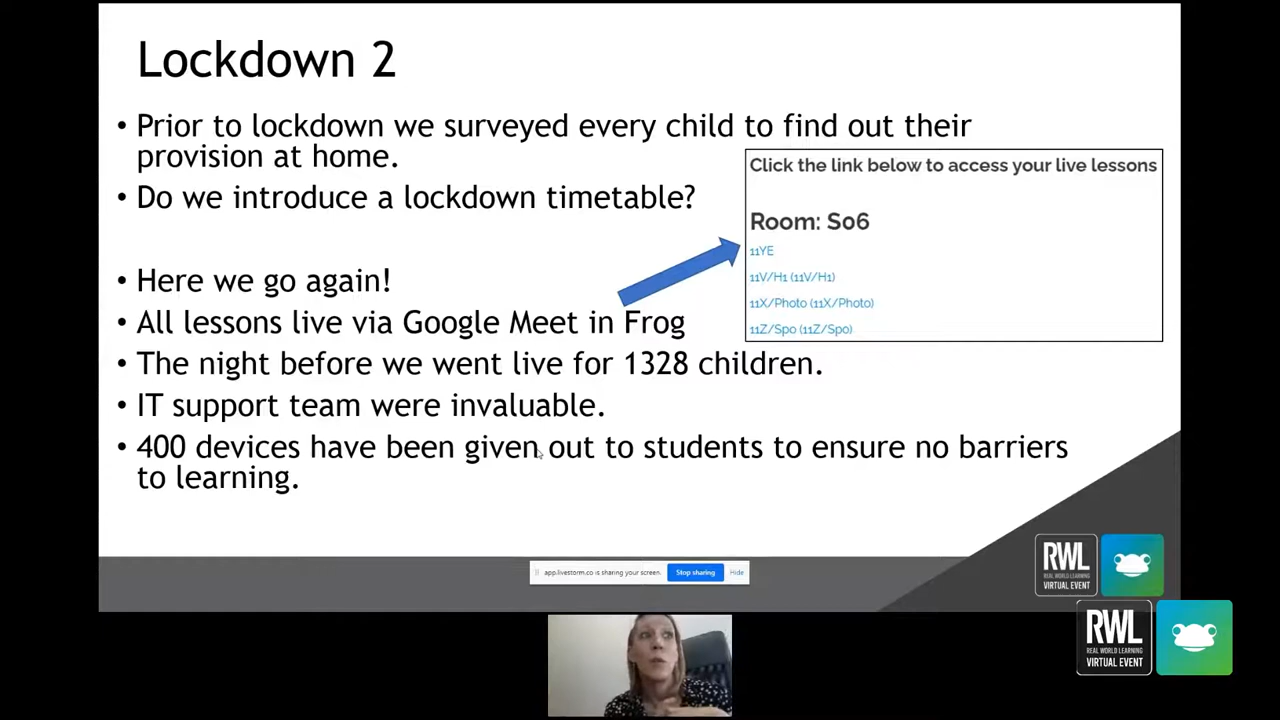 Lockdown 2
• Prior to lockdown we surveyed every child to find out their
provision at home.
• Do we introduce a lockdown timetable?
Click the link below to access your live lessons
Room: S06
11YE
11V/H1 (11V/H1)
11X/Photo (11X/Photo)
11Z/Spo (11Z/Spo)
• Here we go again!
• All lessons live via Google Meet in Frog
• The night before we went live for 1328 children.
• IT support team were invaluable.
• 400 devices have been given out to students to ensure no barriers
to learning.
app.livestorm.co is sharing your screen.
Stop sharing
Hide
RWL
REAL WORLD LEARNING
VIRTUAL EVENT
RWL
REAL WORLD LEARNING
VIRTUAL EVENT